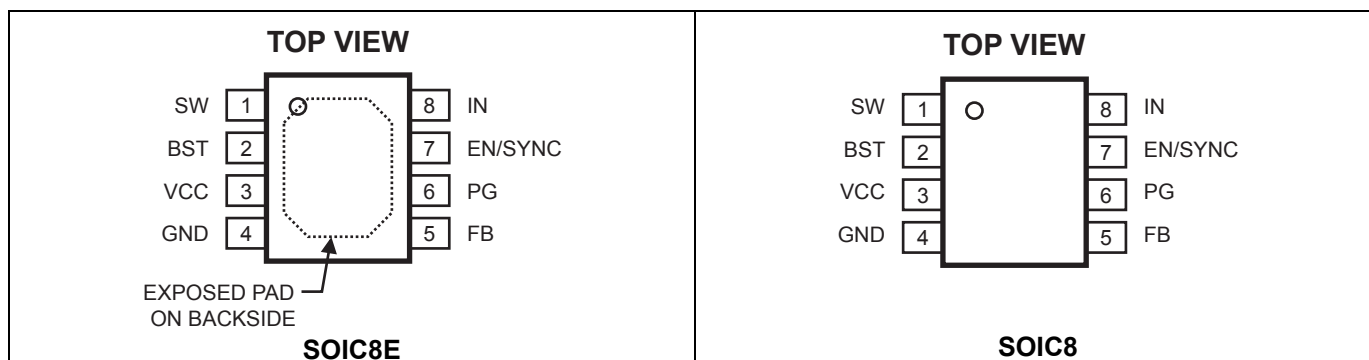 TOP VIEW
SW 1 8 IN
BST 2 7 EN/SYNC
VCC 3 6 PG
GND 4 5 FB
EXPOSED PAD
ON BACKSIDE
SOIC8E
TOP VIEW
SW 1 8 IN
BST 2 7 EN/SYNC
VCC 3 6 PG
GND 4 5 FB
SOIC8